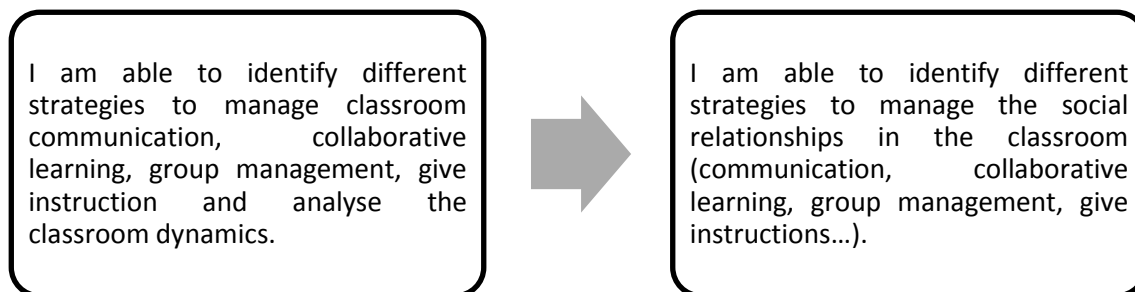 I am able to identify different
strategies to manage classroom
communication, collaborative
learning, group management, give
instruction and analyse the
classroom dynamics.
I am able to identify different
strategies to manage the social
relationships in the classroom
(communication, collaborative
learning, group management, give
instructions…).